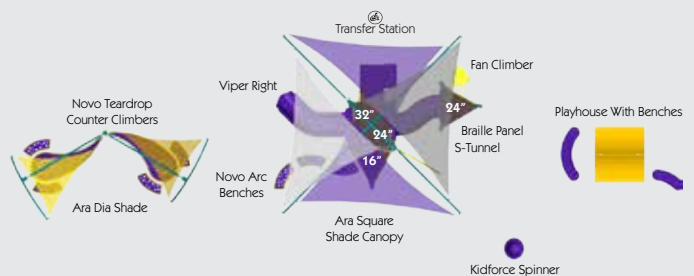 Transfer Station
Fan Climber
Viper Right
Novo Teardrop
Counter Climbers
32"
24"
24"
Playhouse With Benches
Braille Panel
S-Tunnel
16"
Novo Arc
Benches
Ara Dia Shade
Ara Square
Shade Canopy
Kidforce Spinner